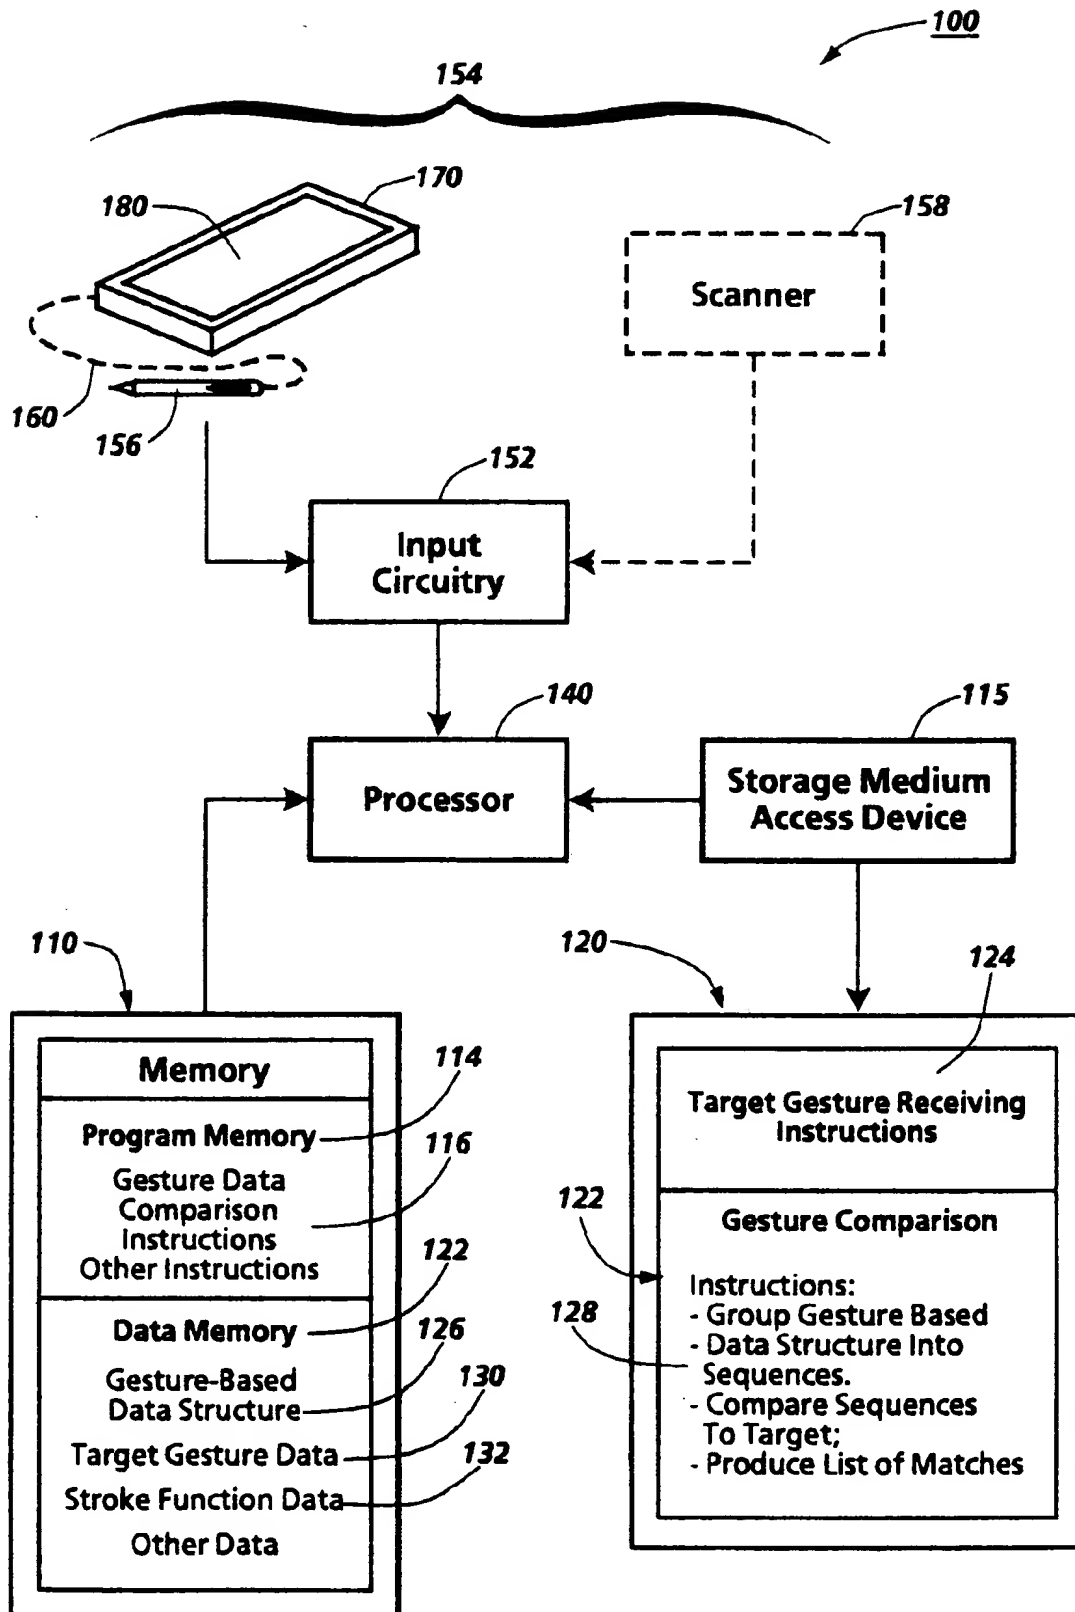 100
154
170
180
158
Scanner
160
156
152
Input
Circuitry
140
115
Processor
Storage Medium
Access Device
110
120
124
Memory
114
Program Memory
116
Gesture Data
Comparison
Instructions
Other Instructions
122
Data Memory
126
Gesture-Based
Data Structure
130
Target Gesture Data
132
Stroke Function Data
Other Data
Target Gesture Receiving
Instructions
122
Gesture Comparison
Instructions:
- Group Gesture Based
128
- Data Structure Into
Sequences.
- Compare Sequences
To Target;
- Produce List of Matches